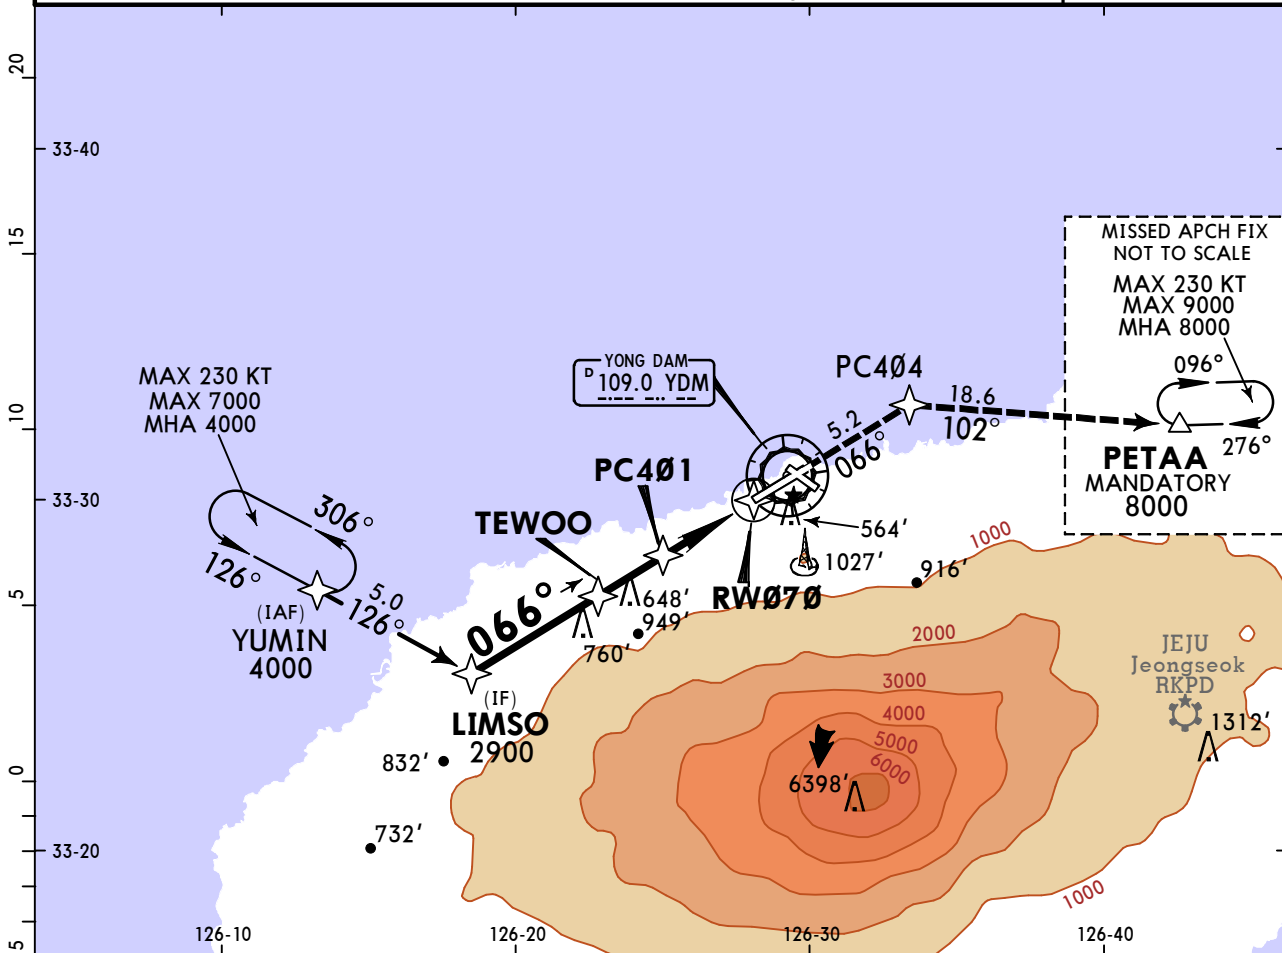 20
33-40
15
MISSED APCH FIX
NOT TO SCALE
MAX 230 KT
MAX 9000
MHA 8000
096°
276°
PETAA
MANDATORY
8000
YONG DAM
D 109.0 YDM
PC4Ø4
18.6
102°
5.2
066°
MAX 230 KT
MAX 7000
MHA 4000
10
306°
126°
33-30
PC4Ø1
TEWOO
564'
1027'
RWØ7Ø
916'
1000
5
5.0
126°
(IAF)
YUMIN
4000
066°
648'
949'
760'
(IF)
LIMSO
2900
2000
3000
4000
5000
6000
6398'
JEJU
Jeongseok
RKPD
1312'
832'
0
732'
33-20
1000
5
126-10
126-20
126-30
126-40